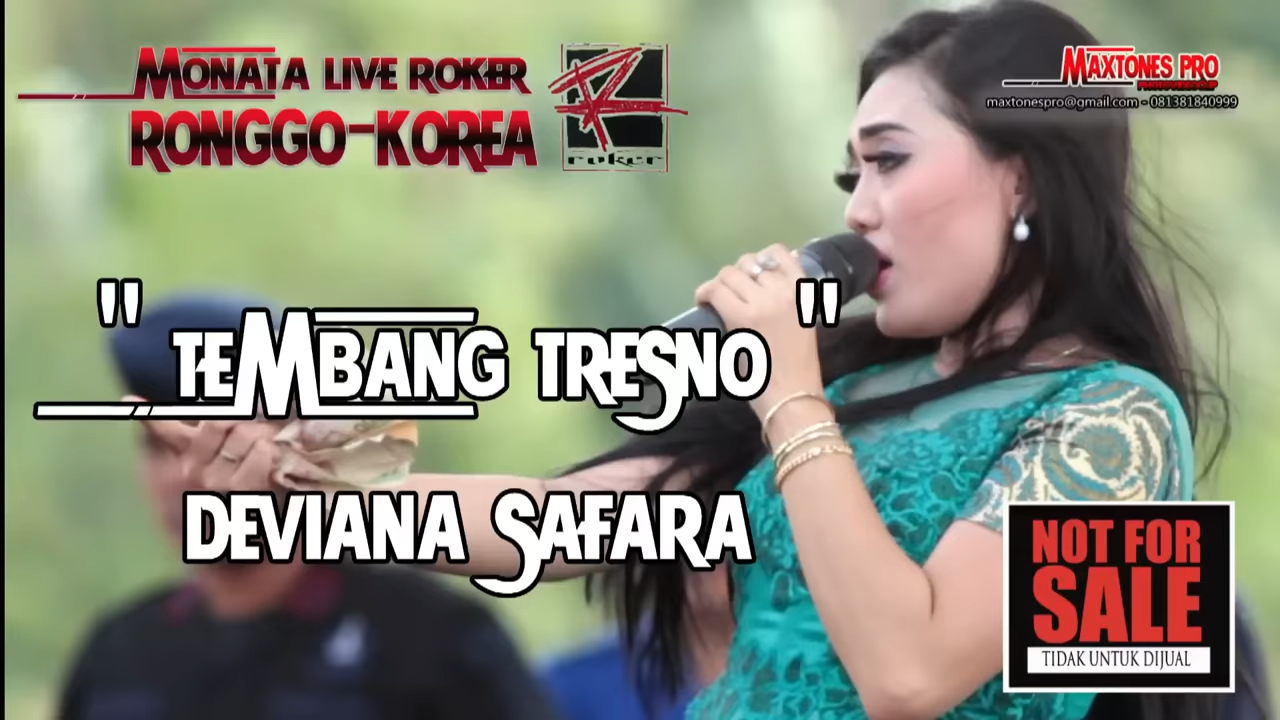 MONATA LIVE ROKER
RONGGO-KOREA
R
roker
MAXTONES PRO
maxtonespro@gmail.com - 081381840999
" TEMBANG TRESNO "
DEVIANA SAFARA
NOT FOR
SALE
TIDAK UNTUK DIJUAL